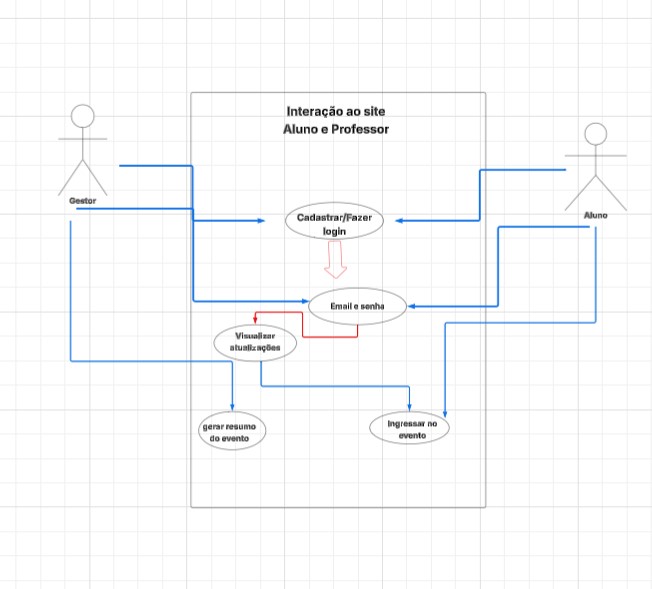 Interação ao site
Aluno e Professor
Gestor
Aluno
Cadastrar/Fazer
login
Email e senha
Visualizar
atualizações
gerar resumo
do evento
Ingressar no
evento